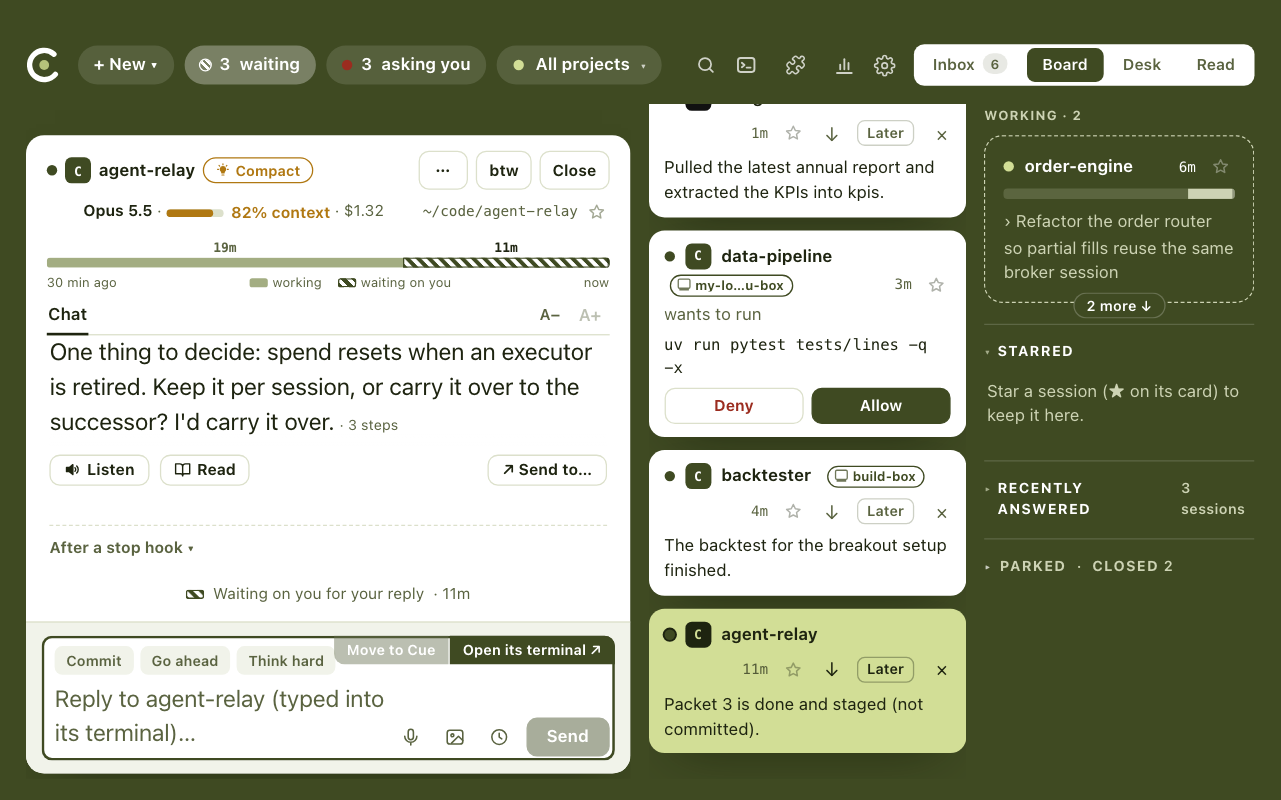 + New ▾
3 waiting
3 asking you
All projects ▾
Inbox 6
Board
Desk
Read
C agent-relay
Compact
···
btw
Close
Opus 5.5 · 82% context · $1.32
~/code/agent-relay
19m
11m
30 min ago
working
waiting on you
now
Chat
A−
A+
One thing to decide: spend resets when an executor
is retired. Keep it per session, or carry it over to the
successor? I'd carry it over. · 3 steps
Listen
Read
↗ Send to...
After a stop hook ▾
Waiting on you for your reply · 11m
Commit
Go ahead
Think hard
Move to Cue
Open its terminal ↗
Reply to agent-relay (typed into
its terminal)...
Send
1m
Later
×
Pulled the latest annual report and
extracted the KPIs into kpis.
C data-pipeline
my-lo...u-box
3m
wants to run
uv run pytest tests/lines −q
−x
Deny
Allow
C backtester
build-box
4m
Later
×
The backtest for the breakout setup
finished.
C agent-relay
11m
Later
×
Packet 3 is done and staged (not
committed).
WORKING · 2
order-engine
6m
› Refactor the order router
so partial fills reuse the same
broker session
2 more ↓
▾ STARRED
Star a session (★ on its card) to
keep it here.
▸ RECENTLY
ANSWERED
3
sessions
▸ PARKED · CLOSED 2